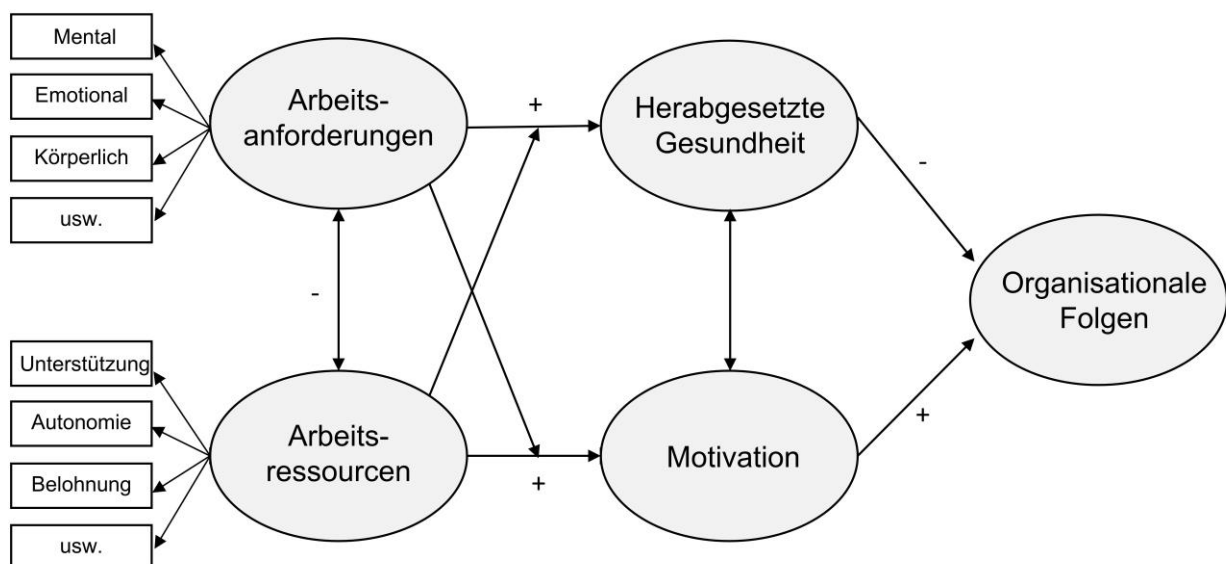 Mental
Emotional
Körperlich
usw.
Arbeits-
anforderungen
+
Herabgesetzte
Gesundheit
-
-
Organisationale
Folgen
Unterstützung
Autonomie
Belohnung
usw.
Arbeits-
ressourcen
+
Motivation
+